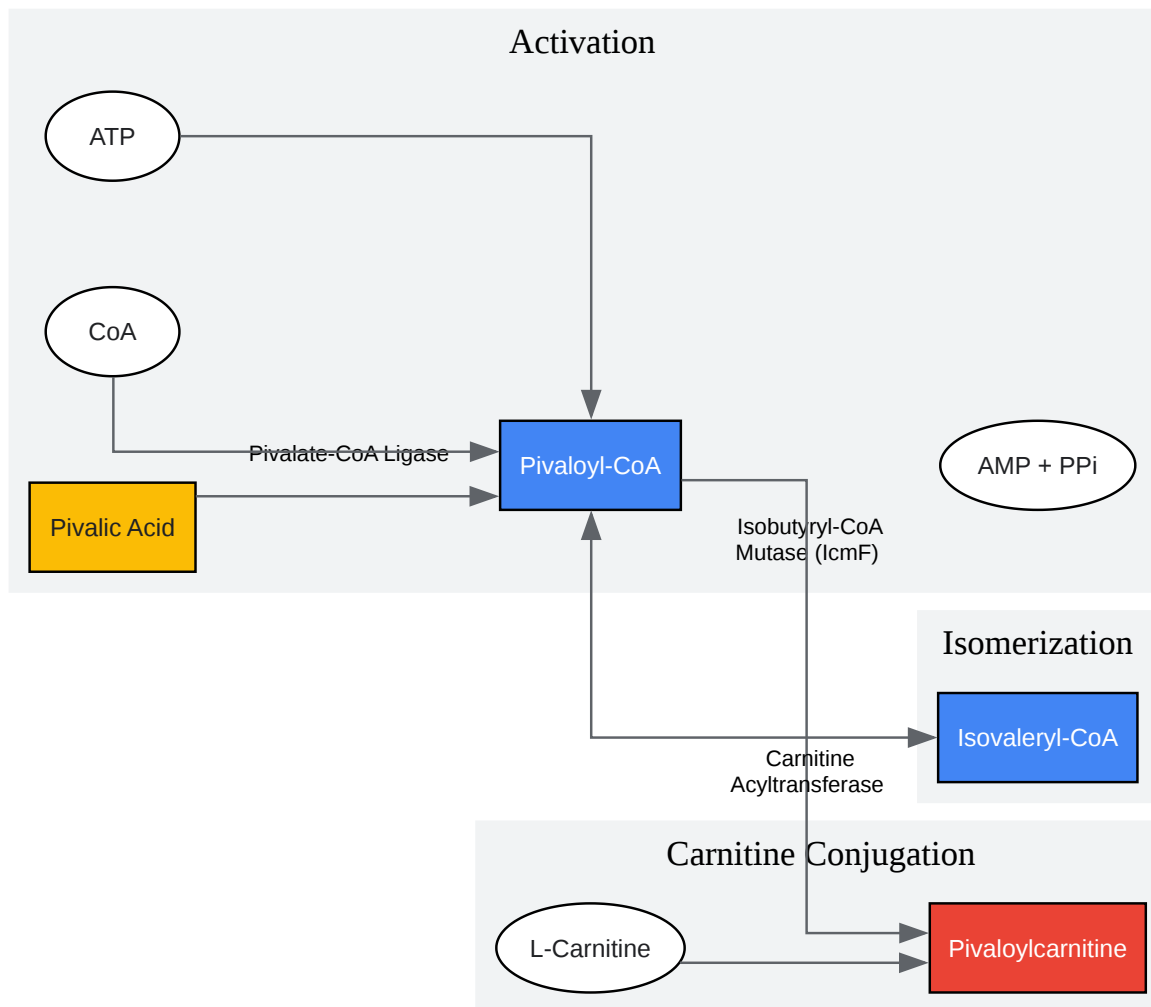 Activation
ATP
CoA
Pivalate-CoA Ligase
Pivaloyl-CoA
AMP + PPi
Pivalic Acid
Isobutyryl-CoA
Mutase (IcmF)
Isomerization
Isovaleryl-CoA
Carnitine
Acyltransferase
Carnitine Conjugation
L-Carnitine
Pivaloylcarnitine